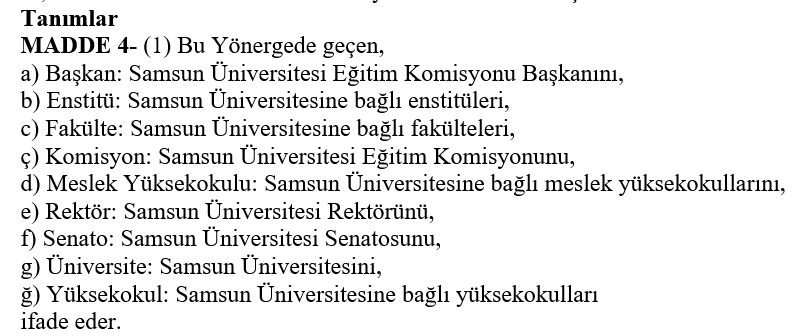 Tanımlar
MADDE 4- (1) Bu Yönergede geçen,
a) Başkan: Samsun Üniversitesi Eğitim Komisyonu Başkanını,
b) Enstitü: Samsun Üniversitesine bağlı enstitüleri,
c) Fakülte: Samsun Üniversitesine bağlı fakülteleri,
ç) Komisyon: Samsun Üniversitesi Eğitim Komisyonunu,
d) Meslek Yüksekokulu: Samsun Üniversitesine bağlı meslek yüksekokullarını,
e) Rektör: Samsun Üniversitesi Rektörünü,
f) Senato: Samsun Üniversitesi Senatosunu,
g) Üniversite: Samsun Üniversitesini,
ğ) Yüksekokul: Samsun Üniversitesine bağlı yüksekokulları
ifade eder.